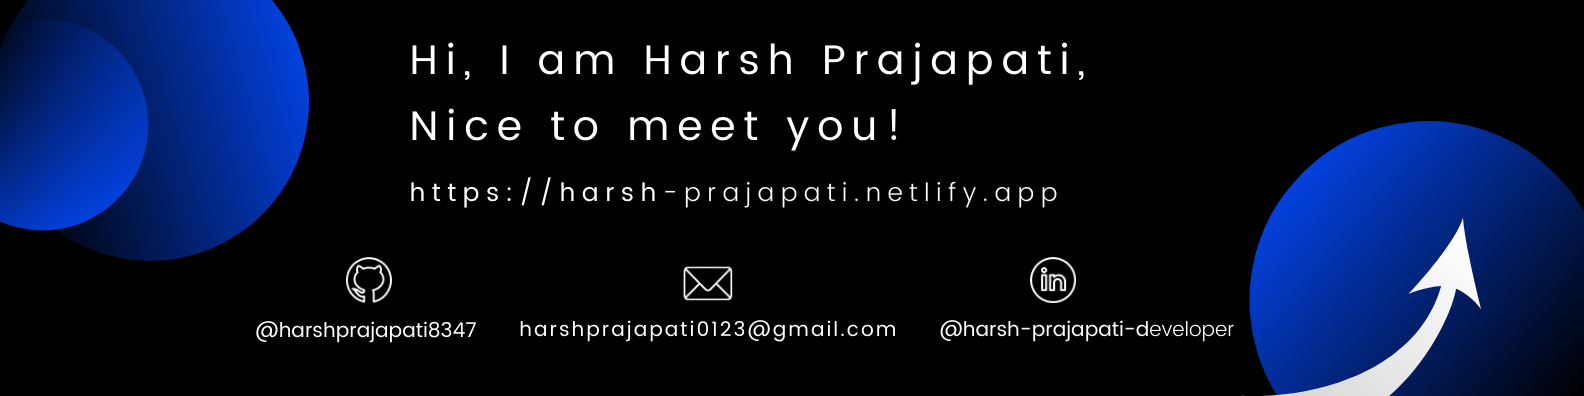 Hi, I am Harsh Prajapati,
Nice to meet you!
https://harsh-prajapati.netlify.app
in
@harshprajapati8347
harshprajapati0123@gmail.com
@harsh-prajapati-developer